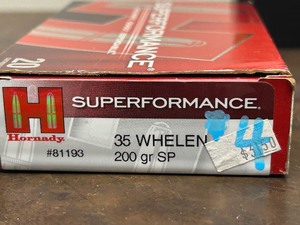 20
SUPERFORMANCE
H
Hornady
SUPERFORMANCE.
#81193
35 WHELEN
200 gr SP
4